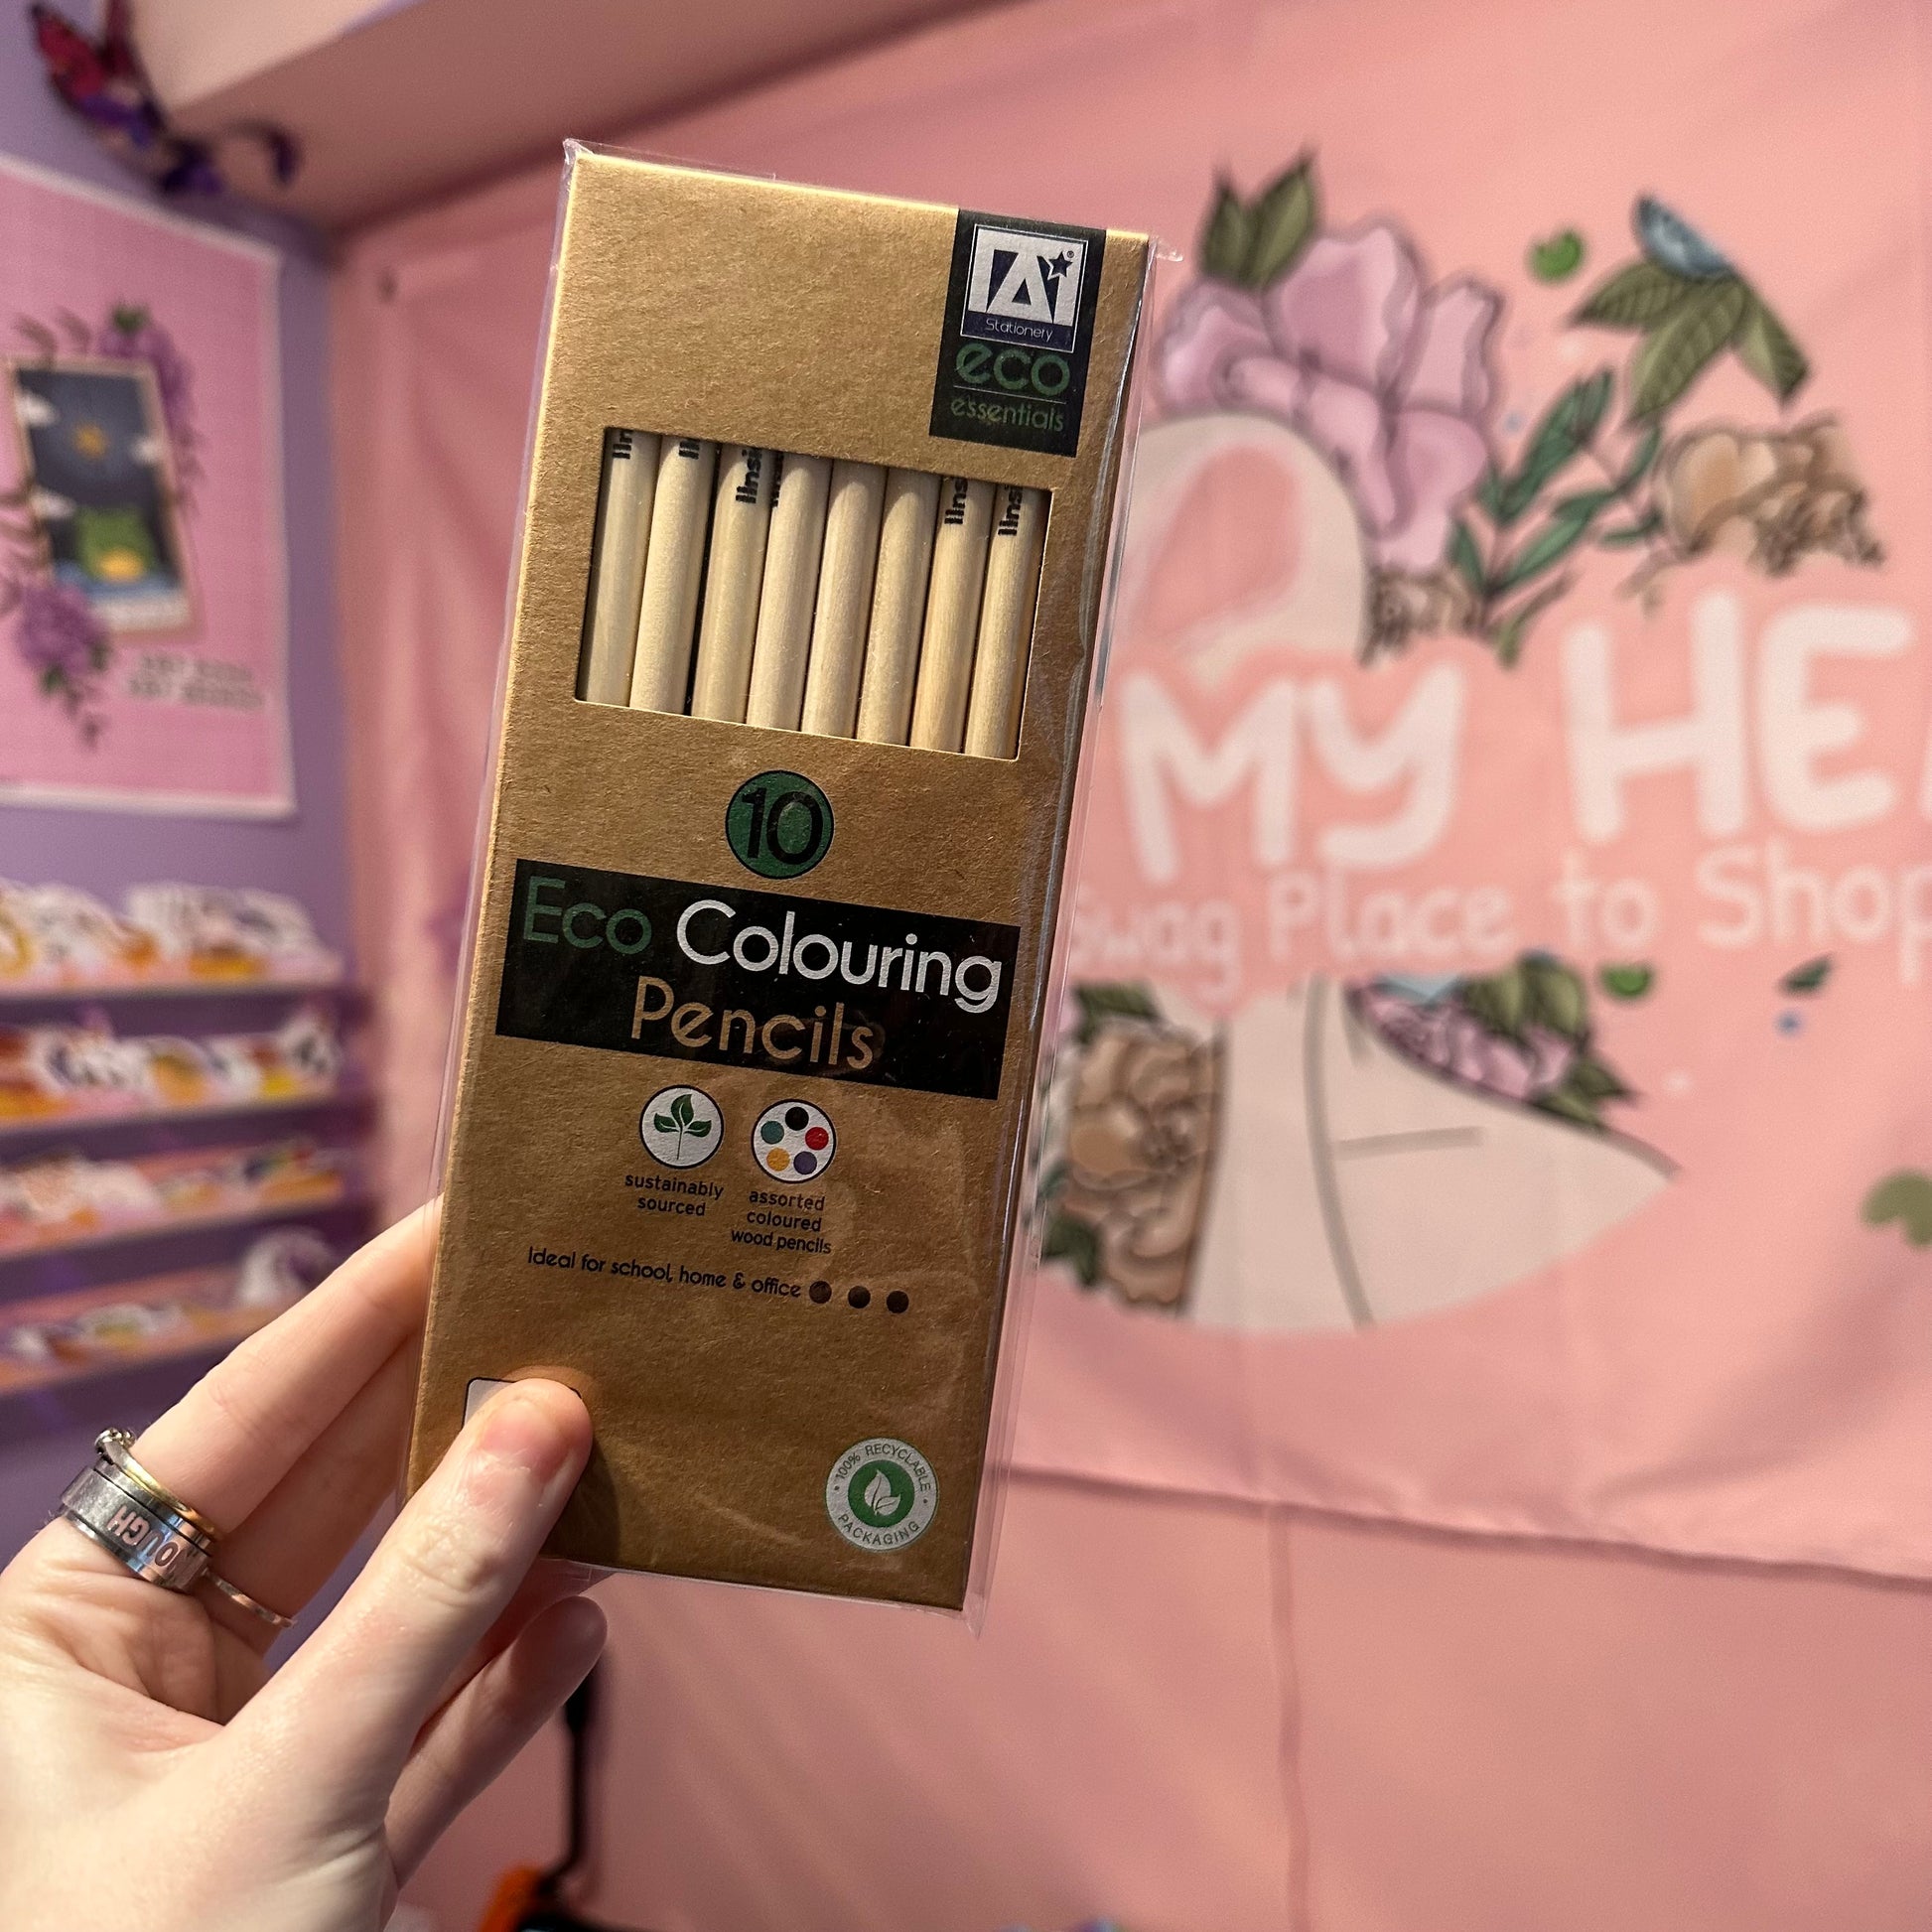 Stationery
eco
essentials
10
Eco Colouring
Pencils
sustainably
sourced
assorted
coloured
wood pencils
Ideal for school, home & office
100% RECYCLABLE
PACKAGING
MY HE
Swag Place to Shop